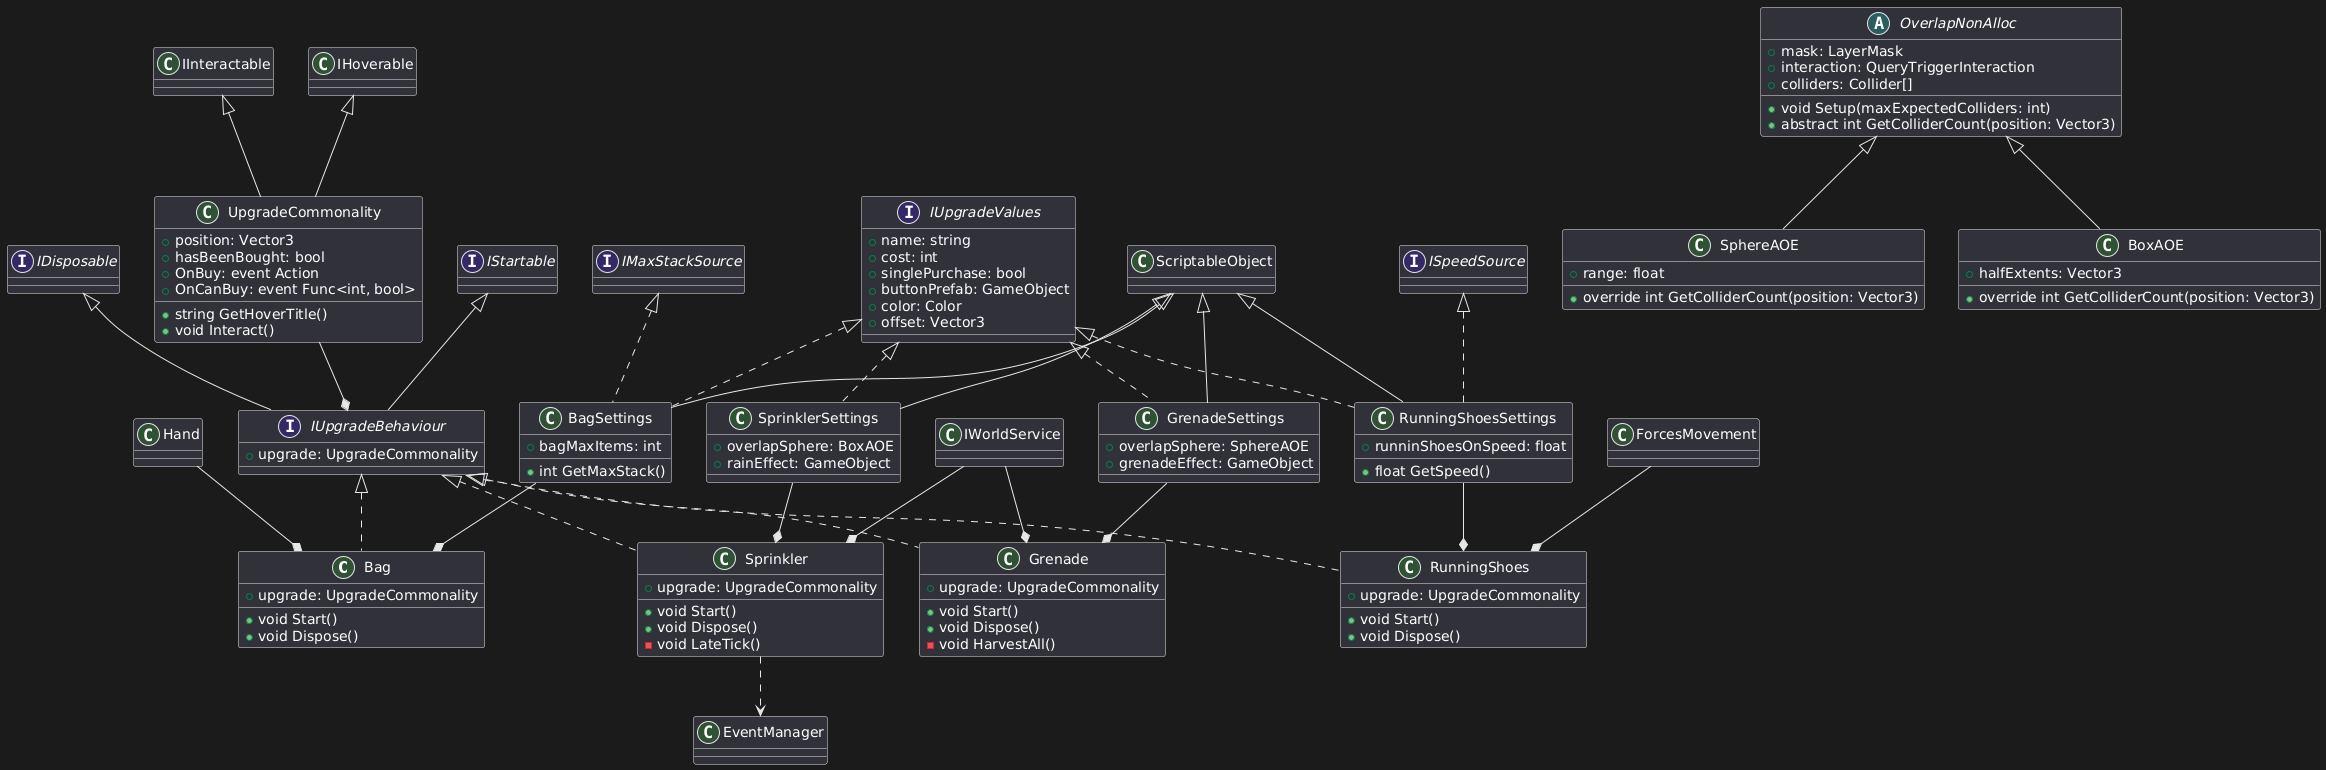 A OverlapNonAlloc
mask: LayerMask
interaction: QueryTriggerInteraction
colliders: Collider[]
void Setup(maxExpectedColliders: int)
abstract int GetColliderCount(position: Vector3)
C IInteractable
C IHoverable
C UpgradeCommonality
position: Vector3
hasBeenBought: bool
OnBuy: event Action
OnCanBuy: event Func<int, bool>
string GetHoverTitle()
void Interact()
I IUpgradeValues
name: string
cost: int
singlePurchase: bool
buttonPrefab: GameObject
color: Color
offset: Vector3
C SphereAOE
range: float
override int GetColliderCount(position: Vector3)
C BoxAOE
halfExtents: Vector3
override int GetColliderCount(position: Vector3)
I IDisposable
I IStartable
I IMaxStackSource
C ScriptableObject
I ISpeedSource
C Hand
I IUpgradeBehaviour
upgrade: UpgradeCommonality
C BagSettings
bagMaxItems: int
int GetMaxStack()
C SprinklerSettings
overlapSphere: BoxAOE
rainEffect: GameObject
C IWorldService
C GrenadeSettings
overlapSphere: SphereAOE
grenadeEffect: GameObject
C RunningShoesSettings
runninShoesOnSpeed: float
float GetSpeed()
C ForcesMovement
C Bag
upgrade: UpgradeCommonality
void Start()
void Dispose()
C Sprinkler
upgrade: UpgradeCommonality
void Start()
void Dispose()
void LateTick()
C Grenade
upgrade: UpgradeCommonality
void Start()
void Dispose()
void HarvestAll()
C RunningShoes
upgrade: UpgradeCommonality
void Start()
void Dispose()
C EventManager